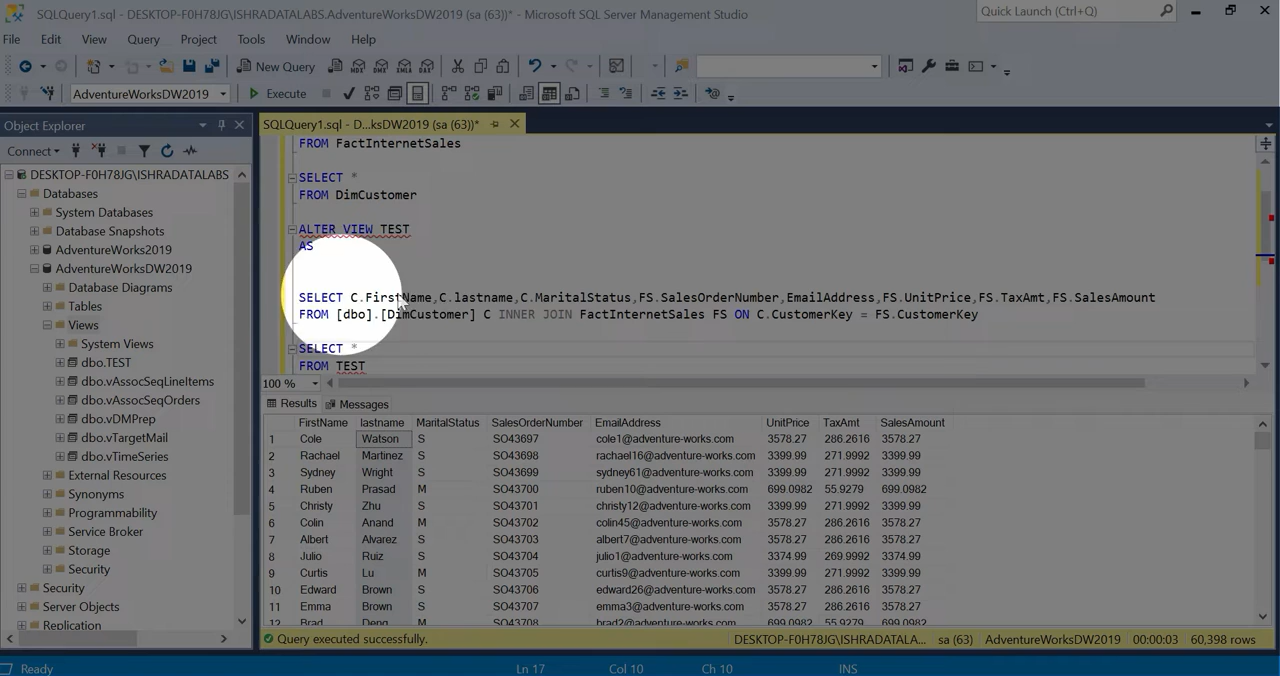 SQLQuery1.sql - DESKTOP-F0H78JG\ISHRADATALABS.AdventureWorksDW2019 (sa (63))* - Microsoft SQL Server Management Studio
Quick Launch (Ctrl+Q)
File Edit View Query Project Tools Window Help
New Query
AdventureWorksDW2019 Execute
Object Explorer
Connect
DESKTOP-F0H78JG\ISHRADATALABS
Databases
System Databases
Database Snapshots
AdventureWorks2019
AdventureWorksDW2019
Database Diagrams
Tables
Views
System Views
dbo.TEST
dbo.vAssocSeqLineItems
dbo.vAssocSeqOrders
dbo.vDMPrep
dbo.vTargetMail
dbo.vTimeSeries
External Resources
Synonyms
Programmability
Service Broker
Storage
Security
Security
Server Objects
Replication
SQLQuery1.sql - D...ksDW2019 (sa (63))*
FROM FactInternetSales
SELECT *
FROM DimCustomer
ALTER VIEW TEST
AS
SELECT C.FirstName,C.lastname,C.MaritalStatus,FS.SalesOrderNumber,EmailAddress,FS.UnitPrice,FS.TaxAmt,FS.SalesAmount
FROM [dbo].[DimCustomer] C INNER JOIN FactInternetSales FS ON C.CustomerKey = FS.CustomerKey
SELECT *
FROM TEST
100 %
Results Messages
FirstName lastname MaritalStatus SalesOrderNumber EmailAddress UnitPrice TaxAmt SalesAmount
1 Cole Watson S SO43697 cole1@adventure-works.com 3578.27 286.2616 3578.27
2 Rachael Martinez S SO43698 rachael16@adventure-works.com 3399.99 271.9992 3399.99
3 Sydney Wright S SO43699 sydney61@adventure-works.com 3399.99 271.9992 3399.99
4 Ruben Prasad M SO43700 ruben10@adventure-works.com 699.0982 55.9279 699.0982
5 Christy Zhu S SO43701 christy12@adventure-works.com 3399.99 271.9992 3399.99
6 Colin Anand M SO43702 colin45@adventure-works.com 3578.27 286.2616 3578.27
7 Albert Alvarez S SO43703 albert7@adventure-works.com 3578.27 286.2616 3578.27
8 Julio Ruiz S SO43704 julio1@adventure-works.com 3374.99 269.9992 3374.99
9 Curtis Lu M SO43705 curtis9@adventure-works.com 3399.99 271.9992 3399.99
10 Edward Brown S SO43706 edward26@adventure-works.com 3578.27 286.2616 3578.27
11 Emma Brown S SO43707 emma3@adventure-works.com 3578.27 286.2616 3578.27
12 Brad Deng M SO43708 brad2@adventure-works.com 699.0982 55.9279 699.0982
Query executed successfully. DESKTOP-F0H78JG\ISHRADATALA... sa (63) AdventureWorksDW2019 00:00:03 60,398 rows
Ready Ln 17 Col 10 Ch 10 INS